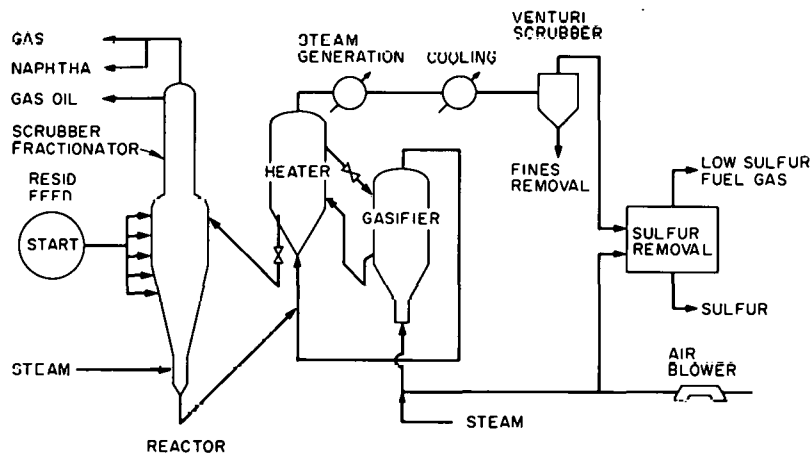 GAS
NAPHTHA
GAS OIL
SCRUBBER
FRACTIONATOR
RESID
FEED
START
STEAM
REACTOR
STEAM
GENERATION
COOLING
HEATER
GASIFIER
VENTURI
SCRUBBER
FINES
REMOVAL
LOW SULFUR
FUEL GAS
SULFUR
REMOVAL
SULFUR
AIR
BLOWER
STEAM